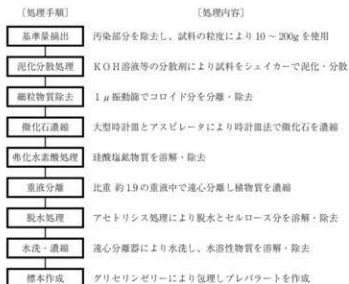 〔処理手順〕 〔処理内容〕
基準量摘出 汚染部分を除去し、試料の粒度により 10 ～ 200g を使用
泥化分散処理 KOH溶液等の分散剤により試料をシェイカーで泥化・分散
細粒物質除去 1 μ振動篩でコロイド分を分離・除去
微化石濃縮 大型時計皿とアスピレータにより時計皿法で微化石を濃縮
弗化水素酸処理 珪酸塩鉱物質を溶解・除去
重液分離 比重 約1.9の重液中で遠心分離し植物質を濃縮
脱水処理 アセトリシス処理により脱水とセルロース分を溶解・除去
水洗・濃縮 遠心分離器により水洗し、水溶性物質を溶解・除去
標本作成 グリセリンゼリーにより包埋しプレパラートを作成